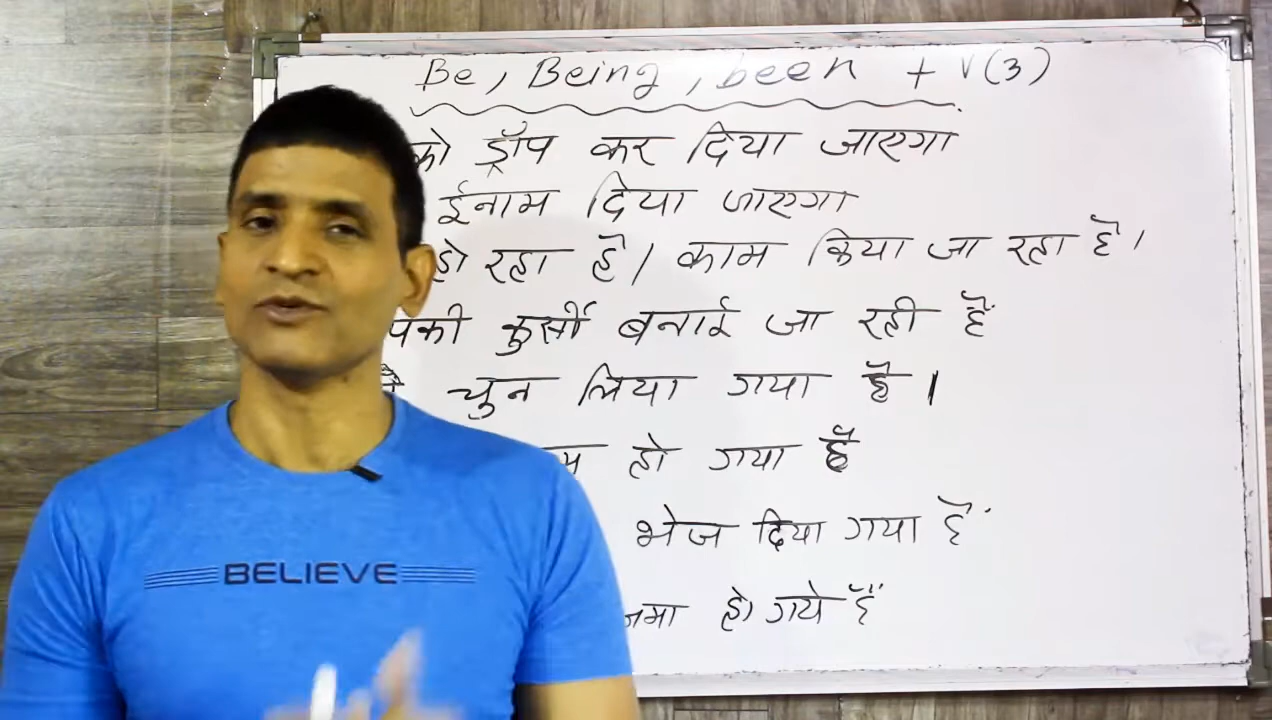 Be, Being, been + V(3)
को ड्रॉप कर दिया जाएगा
ईनाम दिया जाएगा
हो रहा है। काम किया जा रहा है।
पकी कुर्सी बनाई जा रही है
चुन लिया गया है।
हो गया है
भेज दिया गया है
जमा हो गये हैं
BELIEVE